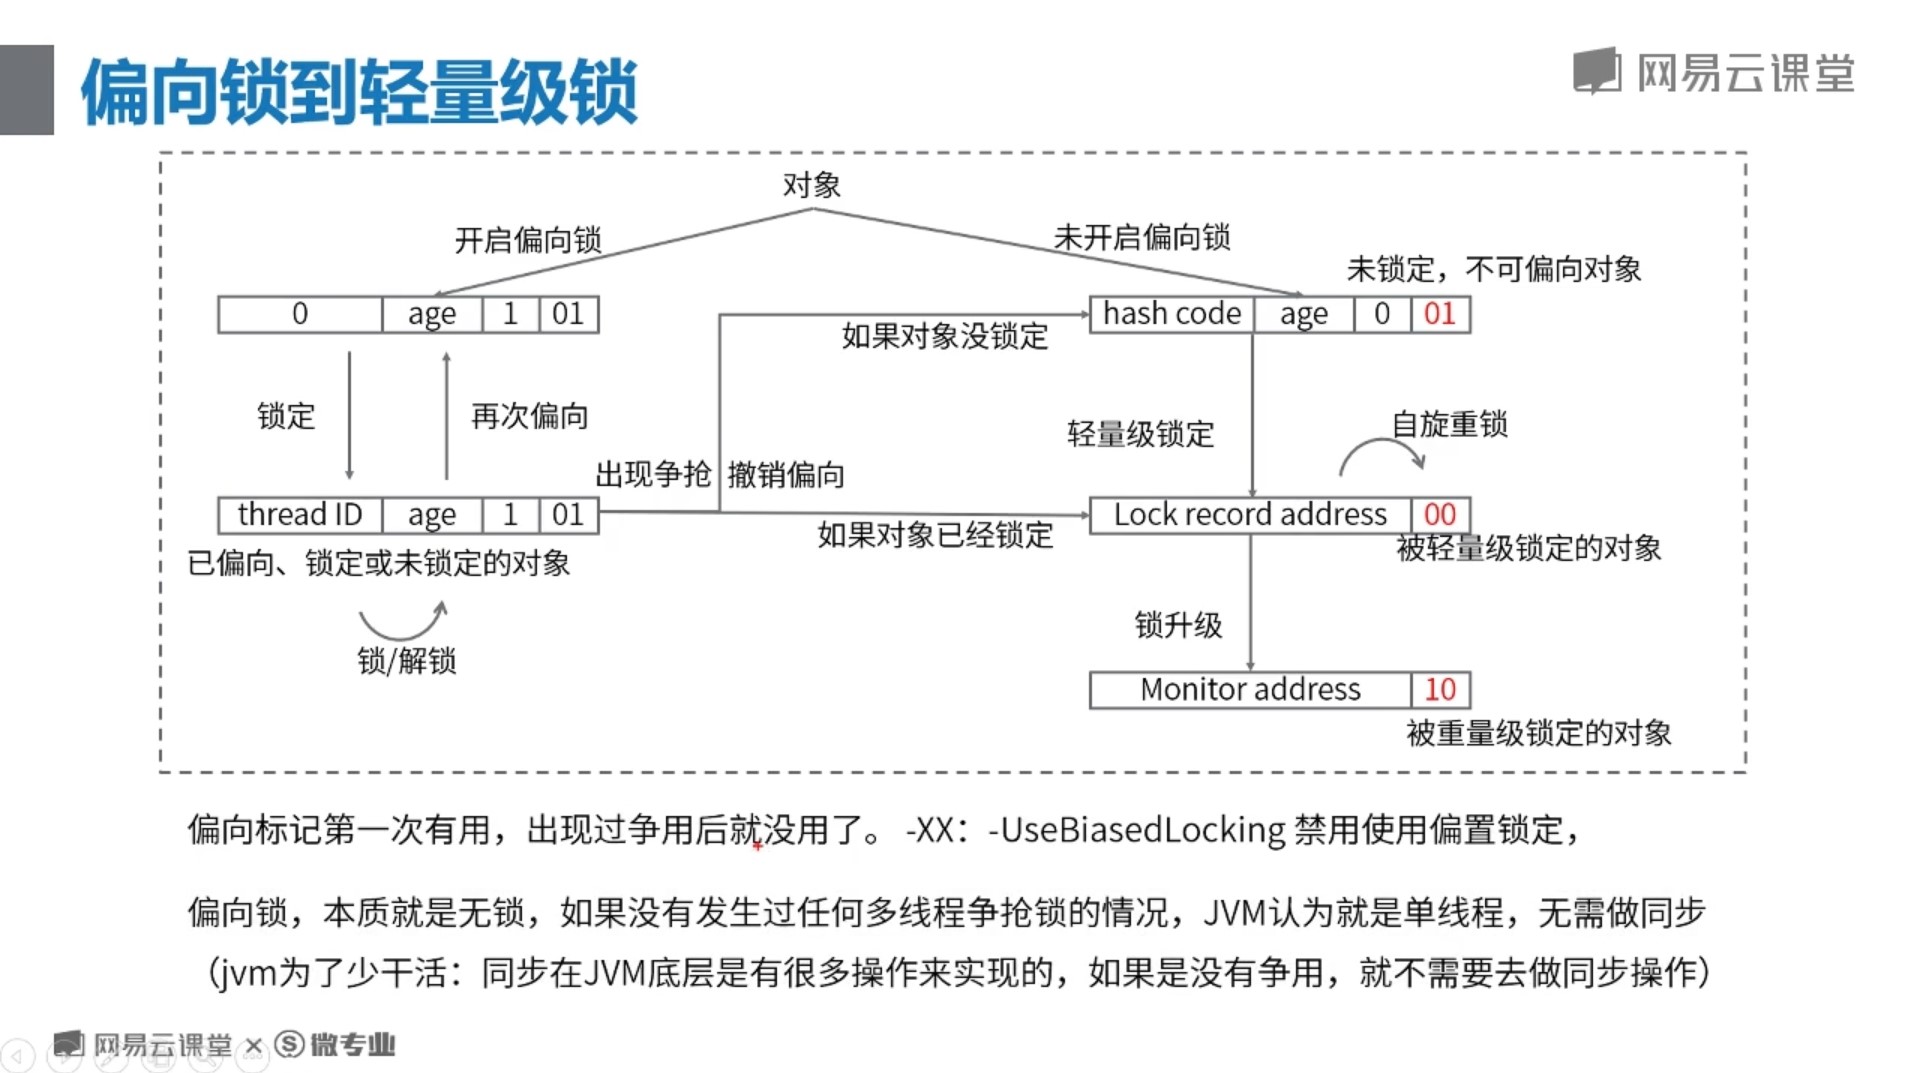 偏向锁到轻量级锁
网易云课堂
对象
开启偏向锁
未开启偏向锁
未锁定，不可偏向对象
0 age 1 01
hash code age 0 01
如果对象没锁定
锁定
再次偏向
轻量级锁定
自旋重锁
出现争抢
撤销偏向
thread ID age 1 01
Lock record address 00
如果对象已经锁定
被轻量级锁定的对象
已偏向、锁定或未锁定的对象
锁升级
锁/解锁
Monitor address 10
被重量级锁定的对象
偏向标记第一次有用，出现过争用后就没用了。 -XX：-UseBiasedLocking 禁用使用偏置锁定，
偏向锁，本质就是无锁，如果没有发生过任何多线程争抢锁的情况，JVM认为就是单线程，无需做同步
（jvm为了少干活：同步在JVM底层是有很多操作来实现的，如果是没有争用，就不需要去做同步操作）
网易云课堂 × 微专业